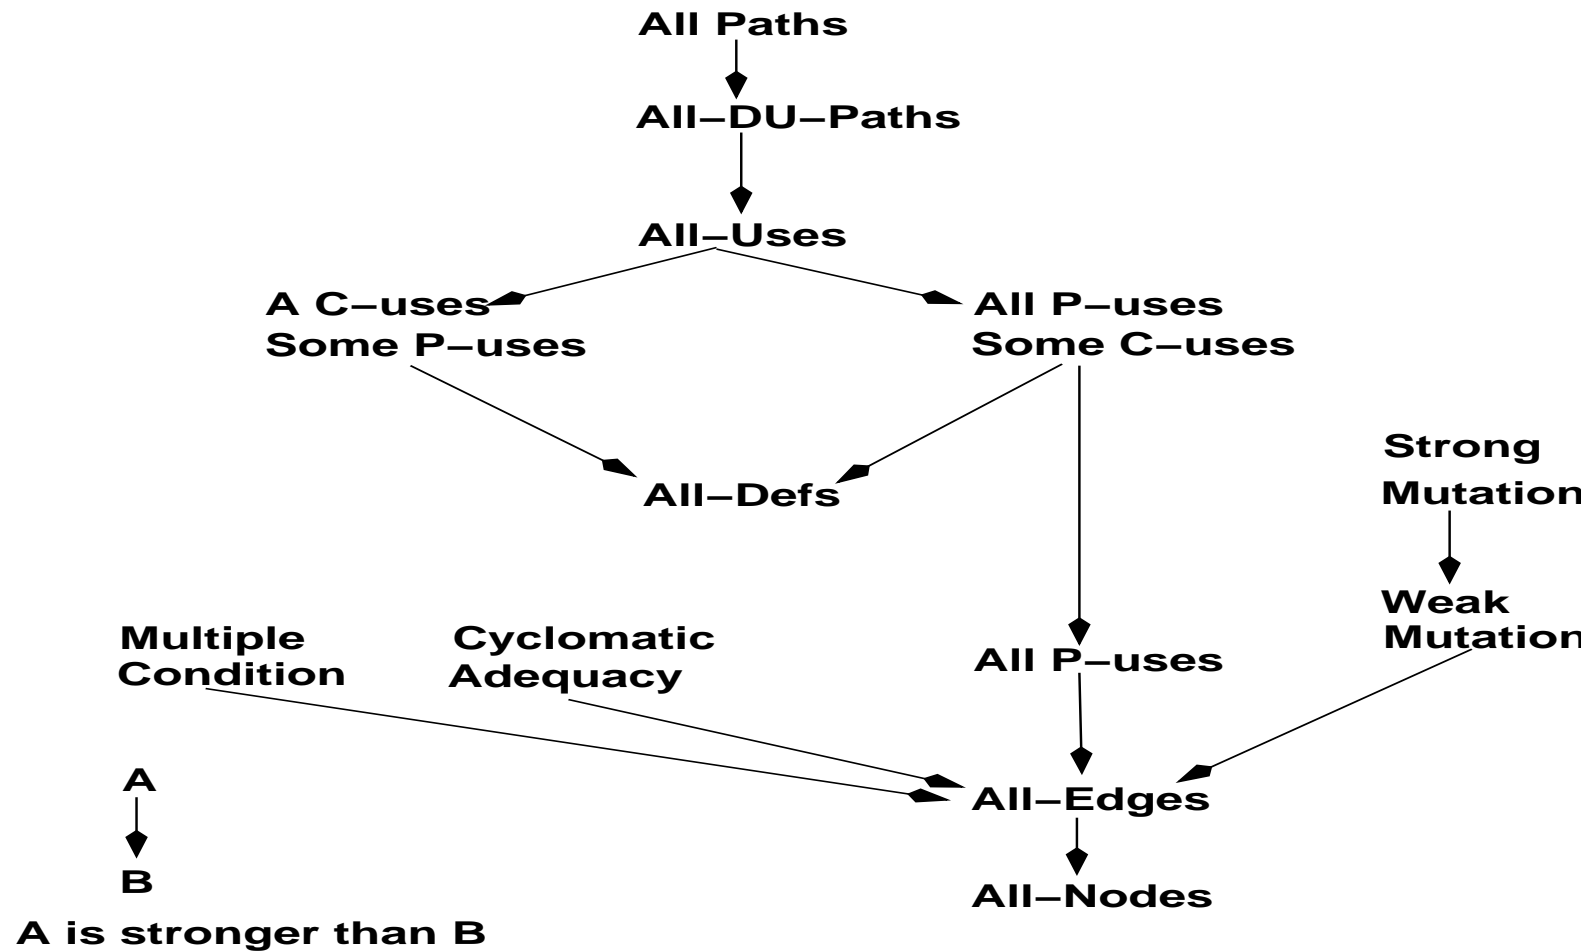 All Paths
All–DU–Paths
All–Uses
A C–uses
Some P–uses
All P–uses
Some C–uses
All–Defs
Strong
Mutation
Weak
Mutation
Multiple
Condition
Cyclomatic
Adequacy
All P–uses
All–Edges
All–Nodes
A
B
A is stronger than B